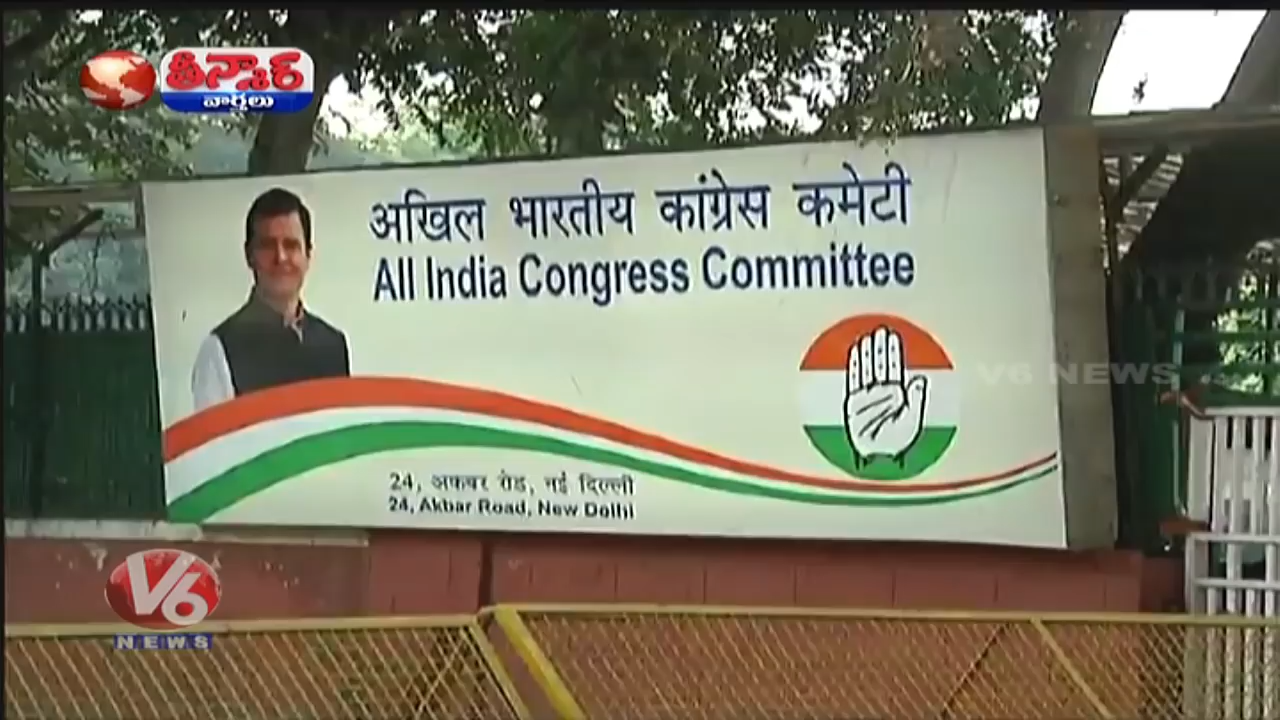 తీన్మార్
వార్తలు
अखिल भारतीय कांग्रेस कमेटी
All India Congress Committee
V6 NEWS
24, अकबर रोड, नई दिल्ली
24, Akbar Road, New Delhi
V6
NEWS